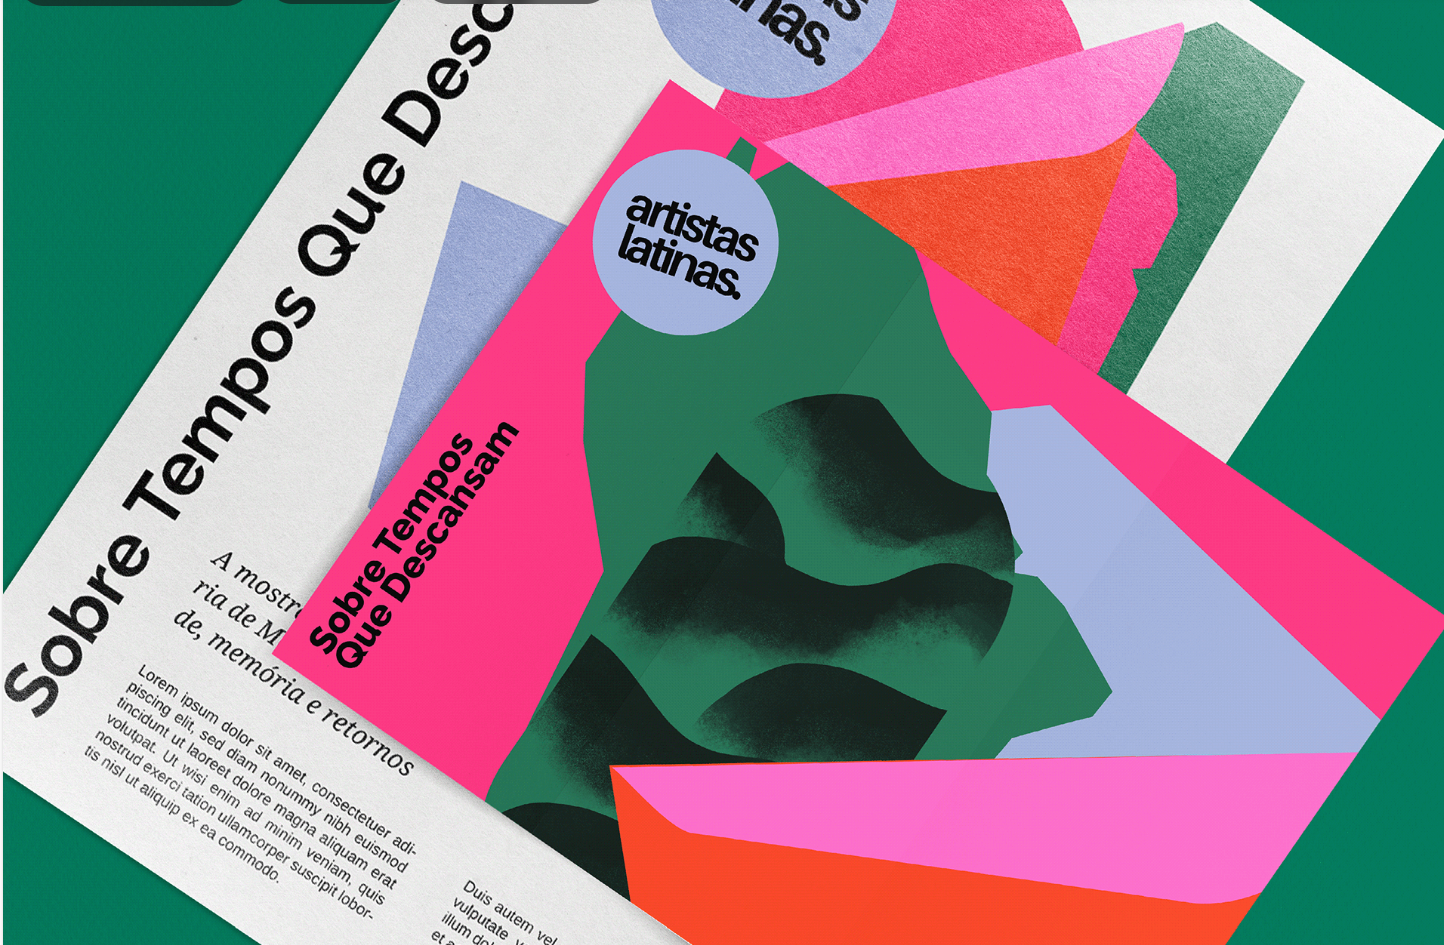 nas.
Sobre Tempos Que Desc
artistas
latinas.
Sobre Tempos
Que Descansam
A mostr
ria de M
de, memória e retornos
Lorem ipsum dolor sit amet, consectetuer adi-
piscing elit, sed diam nonummy nibh euismod
tincidunt ut laoreet dolore magna aliquam erat
volutpat. Ut wisi enim ad minim veniam, quis
nostrud exerci tation ullamcorper suscipit lobor-
tis nisl ut aliquip ex ea commodo.
Duis autem vel
vulputate v
illum dol
et a